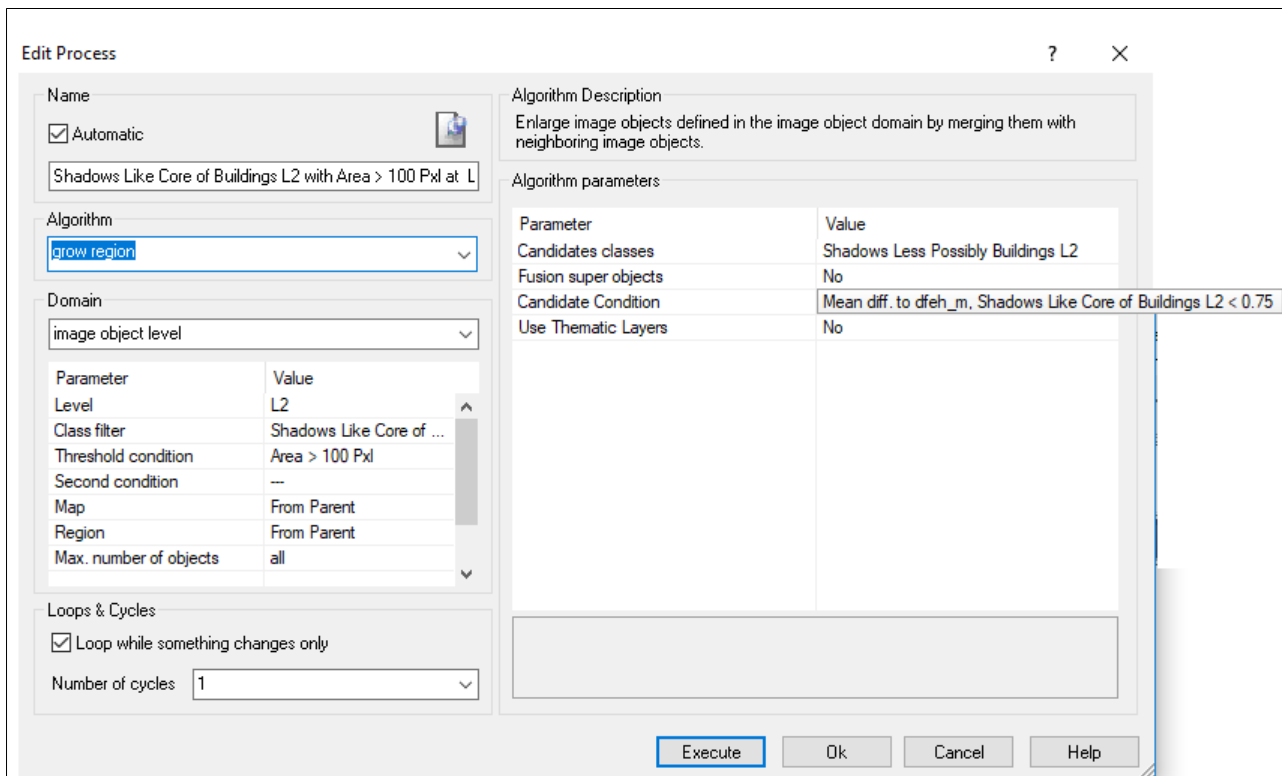 Edit Process
?
Name
Automatic
Shadows Like Core of Buildings L2 with Area > 100 Pxl at L
Algorithm
grow region
Domain
image object level
Parameter Value
Level L2
Class filter Shadows Like Core of ...
Threshold condition Area > 100 Pxl
Second condition ---
Map From Parent
Region From Parent
Max. number of objects all
Loops & Cycles
Loop while something changes only
Number of cycles 1
Algorithm Description
Enlarge image objects defined in the image object domain by merging them with
neighboring image objects.
Algorithm parameters
Parameter Value
Candidates classes Shadows Less Possibly Buildings L2
Fusion super objects No
Candidate Condition Mean diff. to dfeh_m, Shadows Like Core of Buildings L2 < 0.75
Use Thematic Layers No
Execute Ok Cancel Help